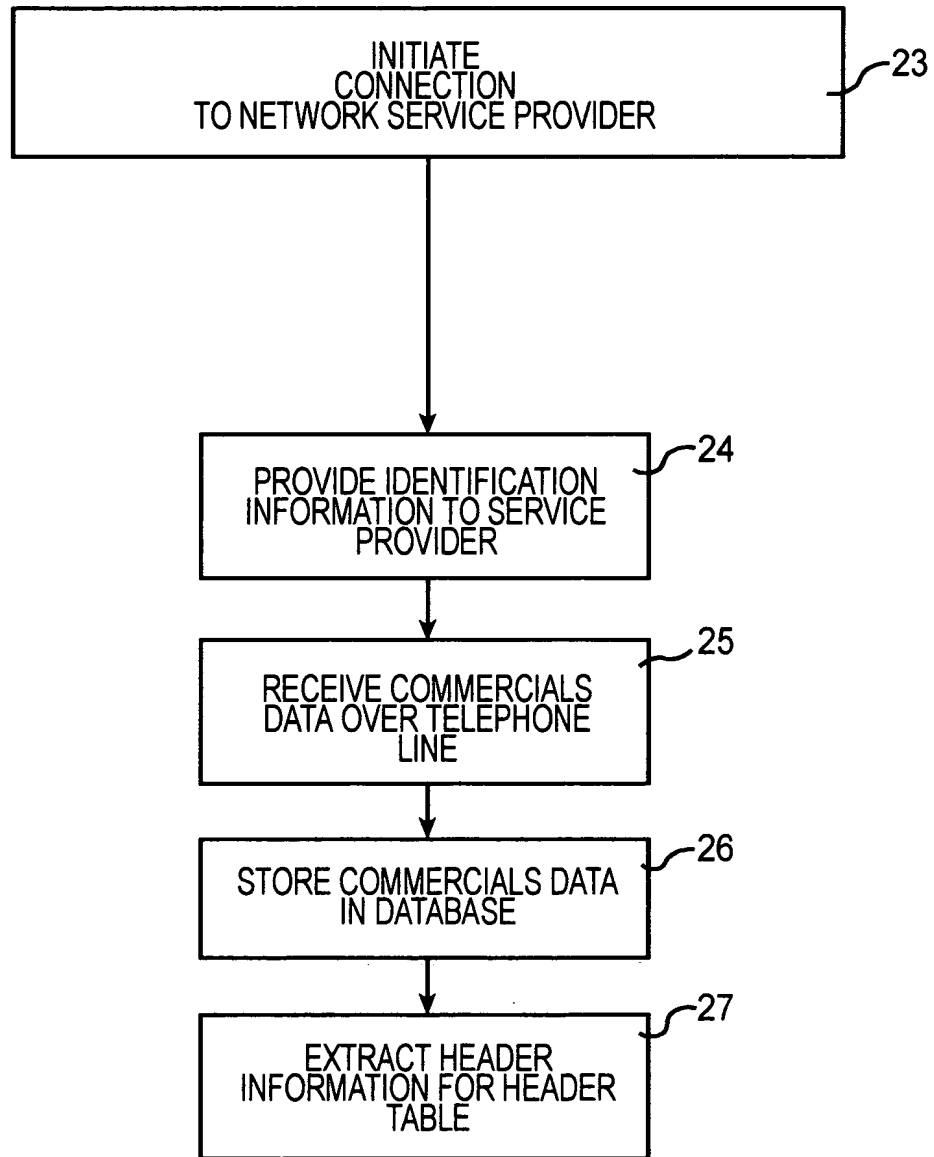 INITIATE
CONNECTION
TO NETWORK SERVICE PROVIDER
23
PROVIDE IDENTIFICATION
INFORMATION TO SERVICE
PROVIDER
24
RECEIVE COMMERCIALS
DATA OVER TELEPHONE
LINE
25
STORE COMMERCIALS DATA
IN DATABASE
26
EXTRACT HEADER
INFORMATION FOR HEADER
TABLE
27